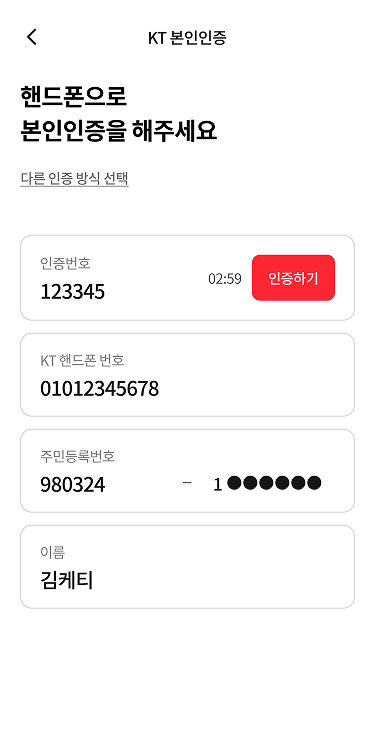 KT 본인인증
핸드폰으로
본인인증을 해주세요
다른 인증 방식 선택
인증번호
123345
02:59
인증하기
KT 핸드폰 번호
01012345678
주민등록번호
980324 – 1●●●●●●
이름
김케티